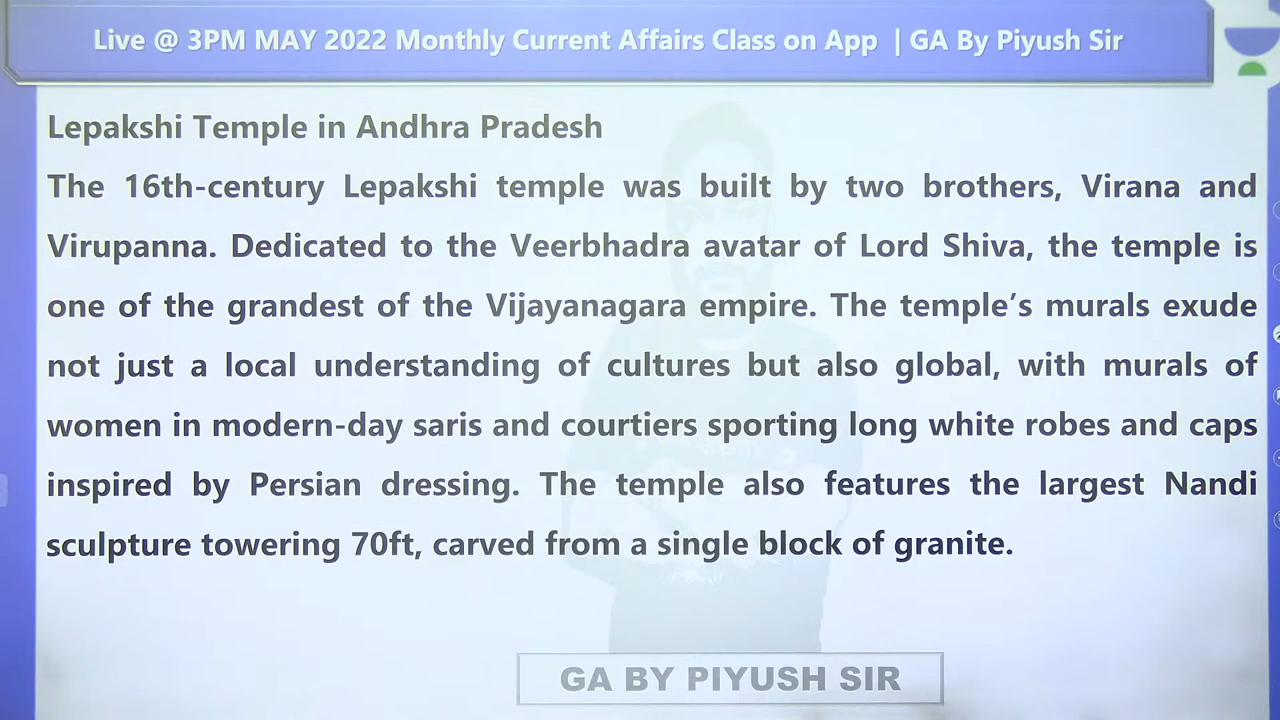 Live @ 3PM MAY 2022 Monthly Current Affairs Class on App | GA By Piyush Sir
Lepakshi Temple in Andhra Pradesh
The 16th-century Lepakshi temple was built by two brothers, Virana and
Virupanna. Dedicated to the Veerbhadra avatar of Lord Shiva, the temple is
one of the grandest of the Vijayanagara empire. The temple’s murals exude
not just a local understanding of cultures but also global, with murals of
women in modern-day saris and courtiers sporting long white robes and caps
inspired by Persian dressing. The temple also features the largest Nandi
sculpture towering 70ft, carved from a single block of granite.
GA BY PIYUSH SIR